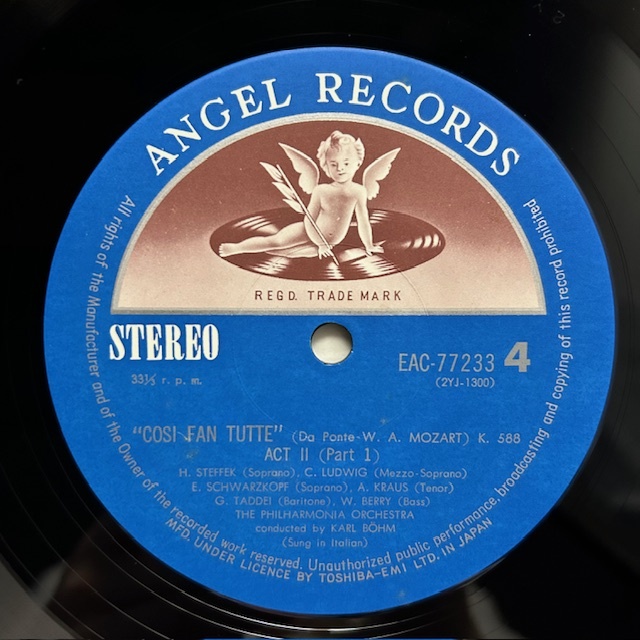 ANGEL RECORDS
REGD. TRADE MARK
STEREO
33⅓ r. p. m.
EAC-77233 4
(2YJ-1300)
"COSI FAN TUTTE" (Da Ponte-W. A. MOZART) K. 588
ACT II (Part 1)
H. STEFFEK (Soprano), C. LUDWIG (Mezzo-Soprano)
E. SCHWARZKOPF (Soprano), A. KRAUS (Tenor)
G. TADDEI (Baritone), W. BERRY (Bass)
THE PHILHARMONIA ORCHESTRA
conducted by KARL BÖHM
(Sung in Italian)
All rights of the Manufacturer and of the Owner of the recorded work reserved. Unauthorized public performance, broadcasting and copying of this record prohibited
MFD. UNDER LICENCE BY TOSHIBA-EMI LTD. IN JAPAN